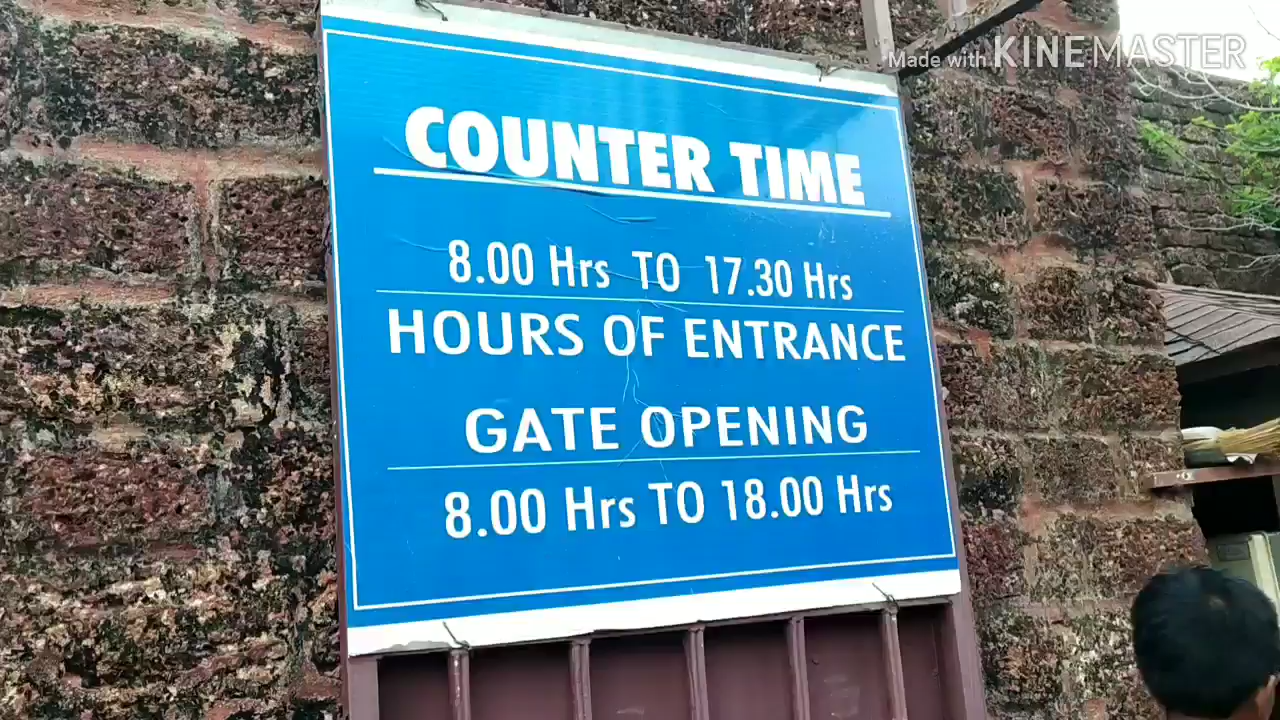 Made with KINEMASTER
COUNTER TIME
8.00 Hrs TO 17.30 Hrs
HOURS OF ENTRANCE
GATE OPENING
8.00 Hrs TO 18.00 Hrs